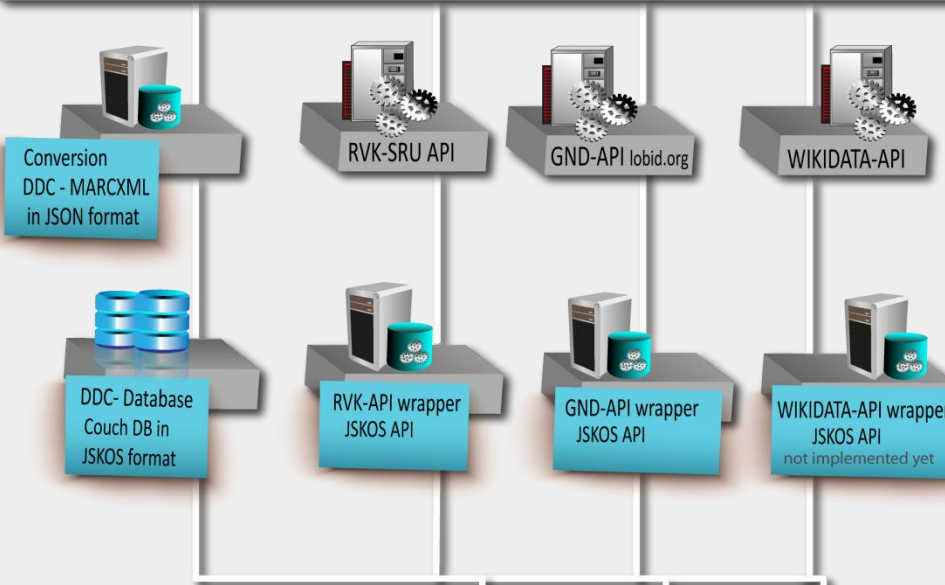 Conversion
DDC - MARCXML
in JSON format
RVK-SRU API
GND-API lobid.org
WIKIDATA-API
DDC- Database
Couch DB in
JSKOS format
RVK-API wrapper
JSKOS API
GND-API wrapper
JSKOS API
WIKIDATA-API wrapper
JSKOS API
not implemented yet